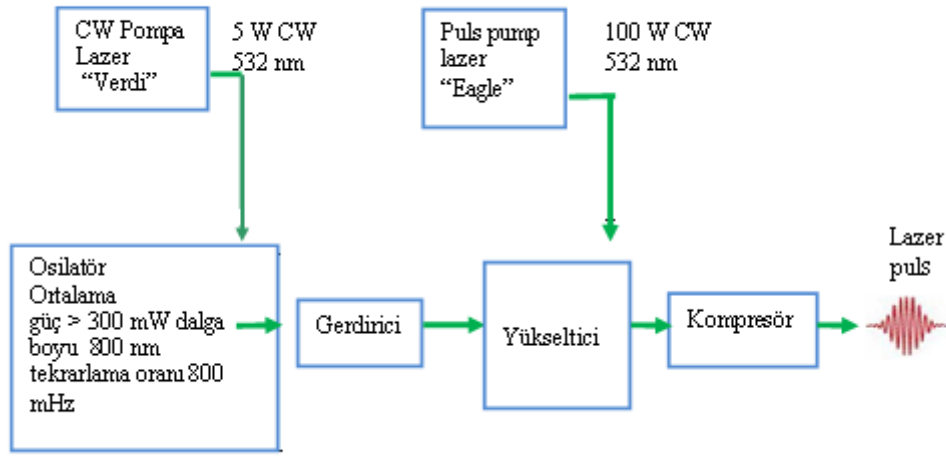 CW Pompa
Lazer
“Verdi”
5 W CW
532 nm
Puls pump
lazer
“Eagle”
100 W CW
532 nm
Osilatör
Ortalama
güç > 300 mW dalga
boyu 800 nm
tekrarlama oranı 800
mHz
Gerdirici
Yükseltici
Kompresör
Lazer
puls